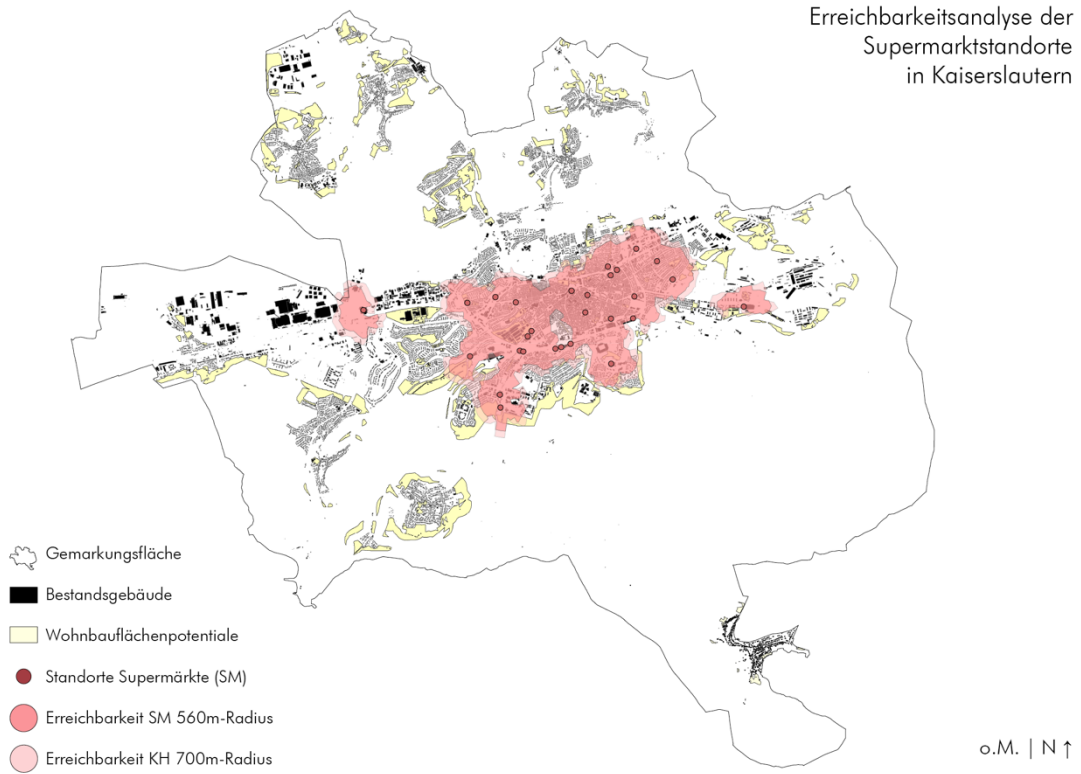 Erreichbarkeitsanalyse der
Supermarktstandorte
in Kaiserslautern
Gemarkungsfläche
Bestandsgebäude
Wohnbauflächenpotentiale
Standorte Supermärkte (SM)
Erreichbarkeit SM 560m-Radius
Erreichbarkeit KH 700m-Radius
o.M. | N ↑